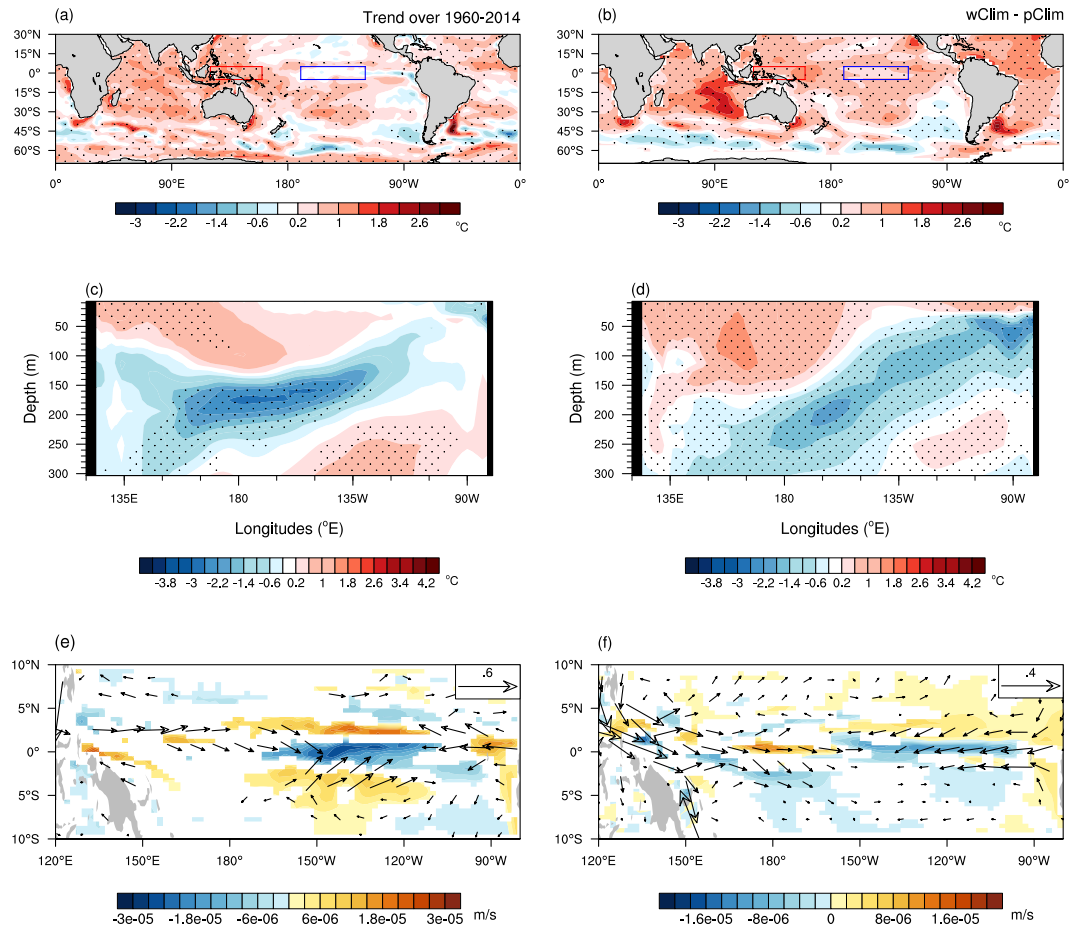 (a) Trend over 1960-2014
(b) wClim - pClim
30°N
15°N
0°
15°S
30°S
45°S
60°S
0° 90°E 180° 90°W 0°
30°N
15°N
0°
15°S
30°S
45°S
60°S
0° 90°E 180° 90°W 0°
-3 -2.2 -1.4 -0.6 0.2 1 1.8 2.6 °C
-3 -2.2 -1.4 -0.6 0.2 1 1.8 2.6 °C
(c)
(d)
Depth (m)
50
100
150
200
250
300
135E 180 135W 90W
Longitudes (°E)
Depth (m)
50
100
150
200
250
300
135E 180 135W 90W
Longitudes (°E)
-3.8 -3 -2.2 -1.4 -0.6 0.2 1 1.8 2.6 3.4 4.2 °C
-3.8 -3 -2.2 -1.4 -0.6 0.2 1 1.8 2.6 3.4 4.2 °C
(e)
(f)
.6
.4
10°N
5°N
0°
5°S
10°S
120°E 150°E 180° 150°W 120°W 90°W
10°N
5°N
0°
5°S
10°S
120°E 150°E 180° 150°W 120°W 90°W
-3e-05 -1.8e-05 -6e-06 6e-06 1.8e-05 3e-05 m/s
-1.6e-05 -8e-06 0 8e-06 1.6e-05 m/s